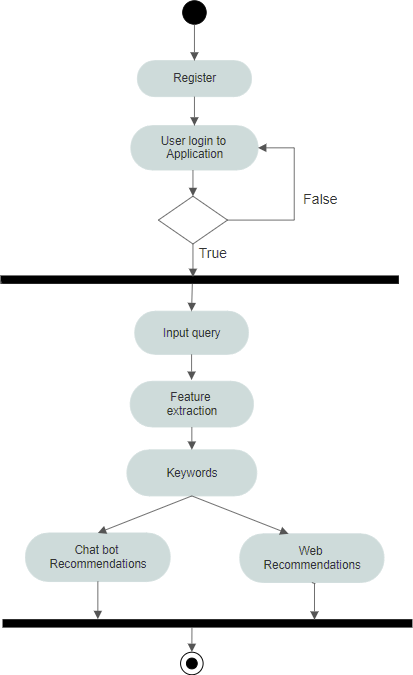 Register
User login to
Application
False
True
Input query
Feature
extraction
Keywords
Chat bot
Recommendations
Web
Recommendations